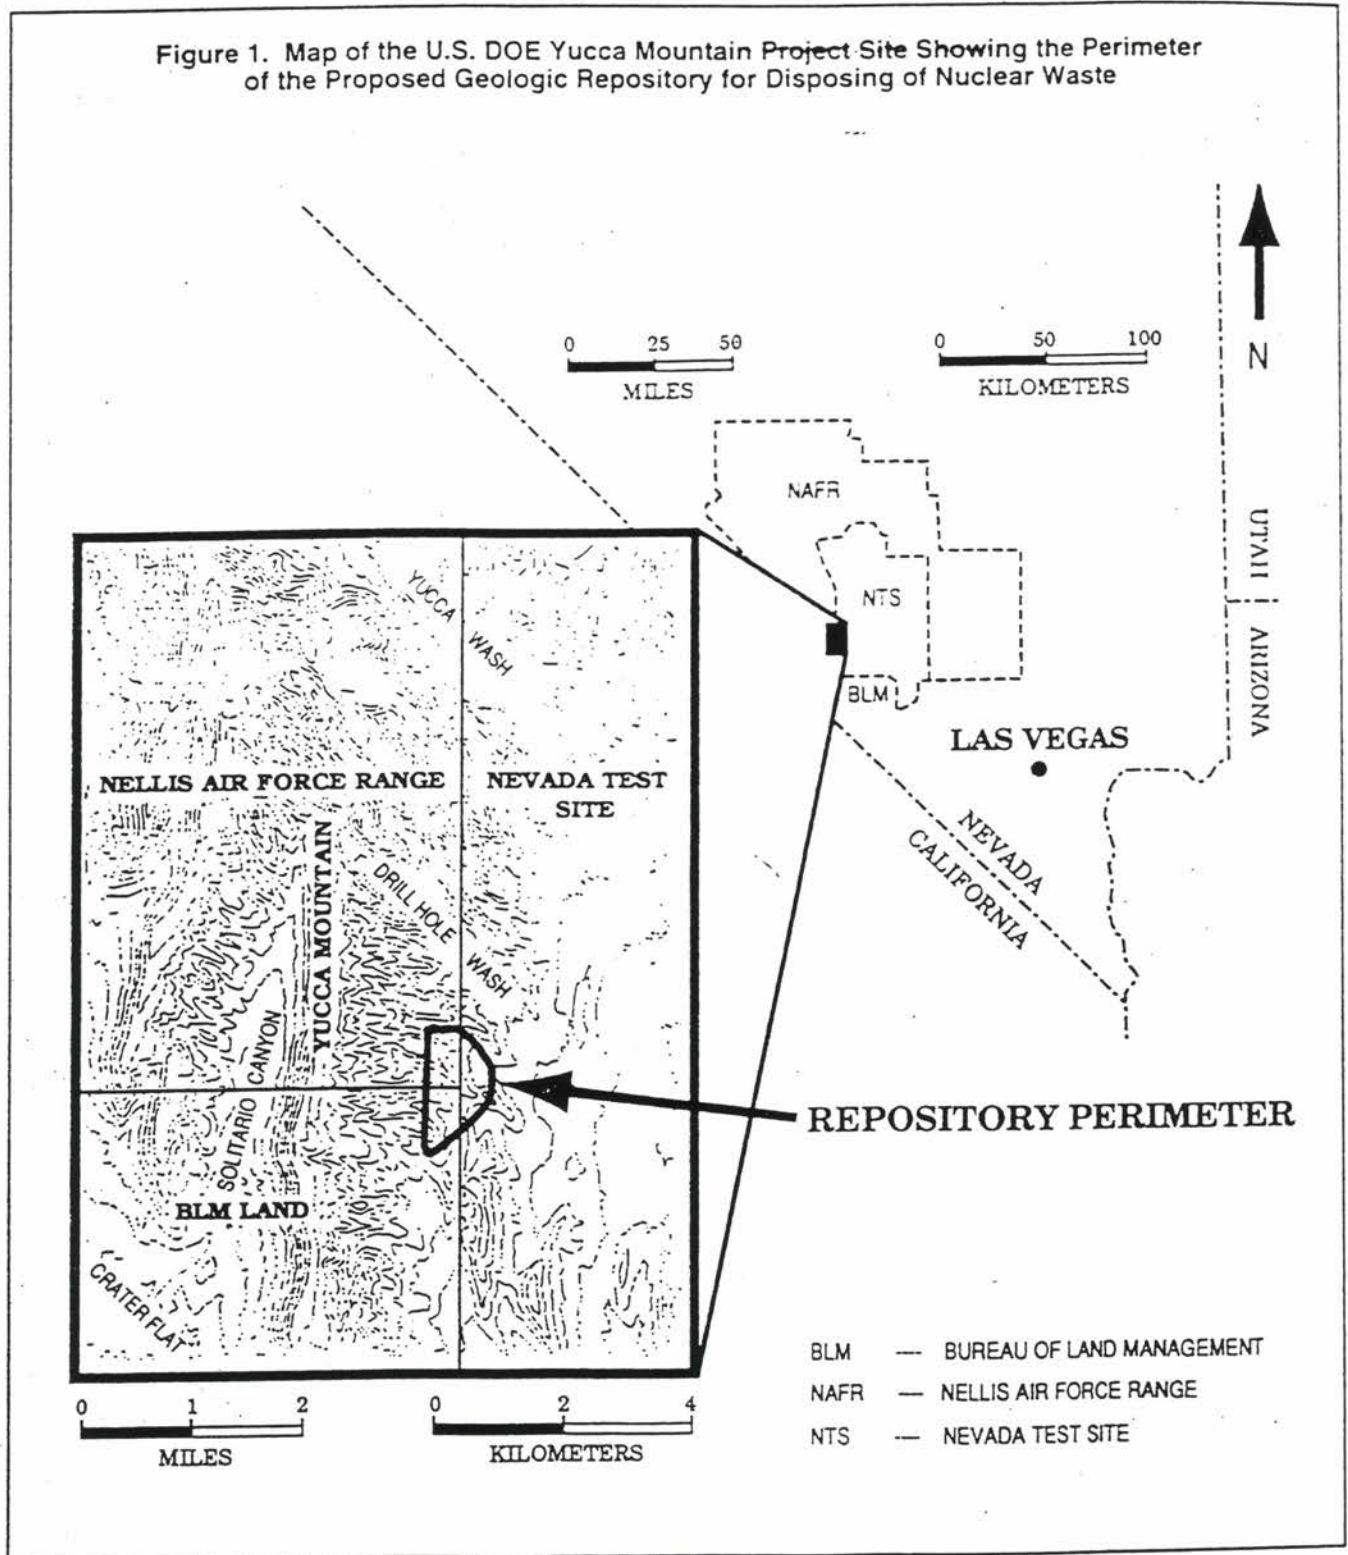 Figure 1. Map of the U.S. DOE Yucca Mountain Project Site Showing the Perimeter
of the Proposed Geologic Repository for Disposing of Nuclear Waste
0 25 50
MILES
0 50 100
KILOMETERS
N
NAFR
NTS
BLM
UTAH
ARIZONA
LAS VEGAS
NEVADA
CALIFORNIA
YUCCA
WASH
NELLIS AIR FORCE RANGE
NEVADA TEST
SITE
YUCCA MOUNTAIN
DRILL HOLE
WASH
SOLITARIO CANYON
BLM LAND
CRATER FLAT
REPOSITORY PERIMETER
0 1 2
MILES
0 2 4
KILOMETERS
BLM — BUREAU OF LAND MANAGEMENT
NAFR — NELLIS AIR FORCE RANGE
NTS — NEVADA TEST SITE